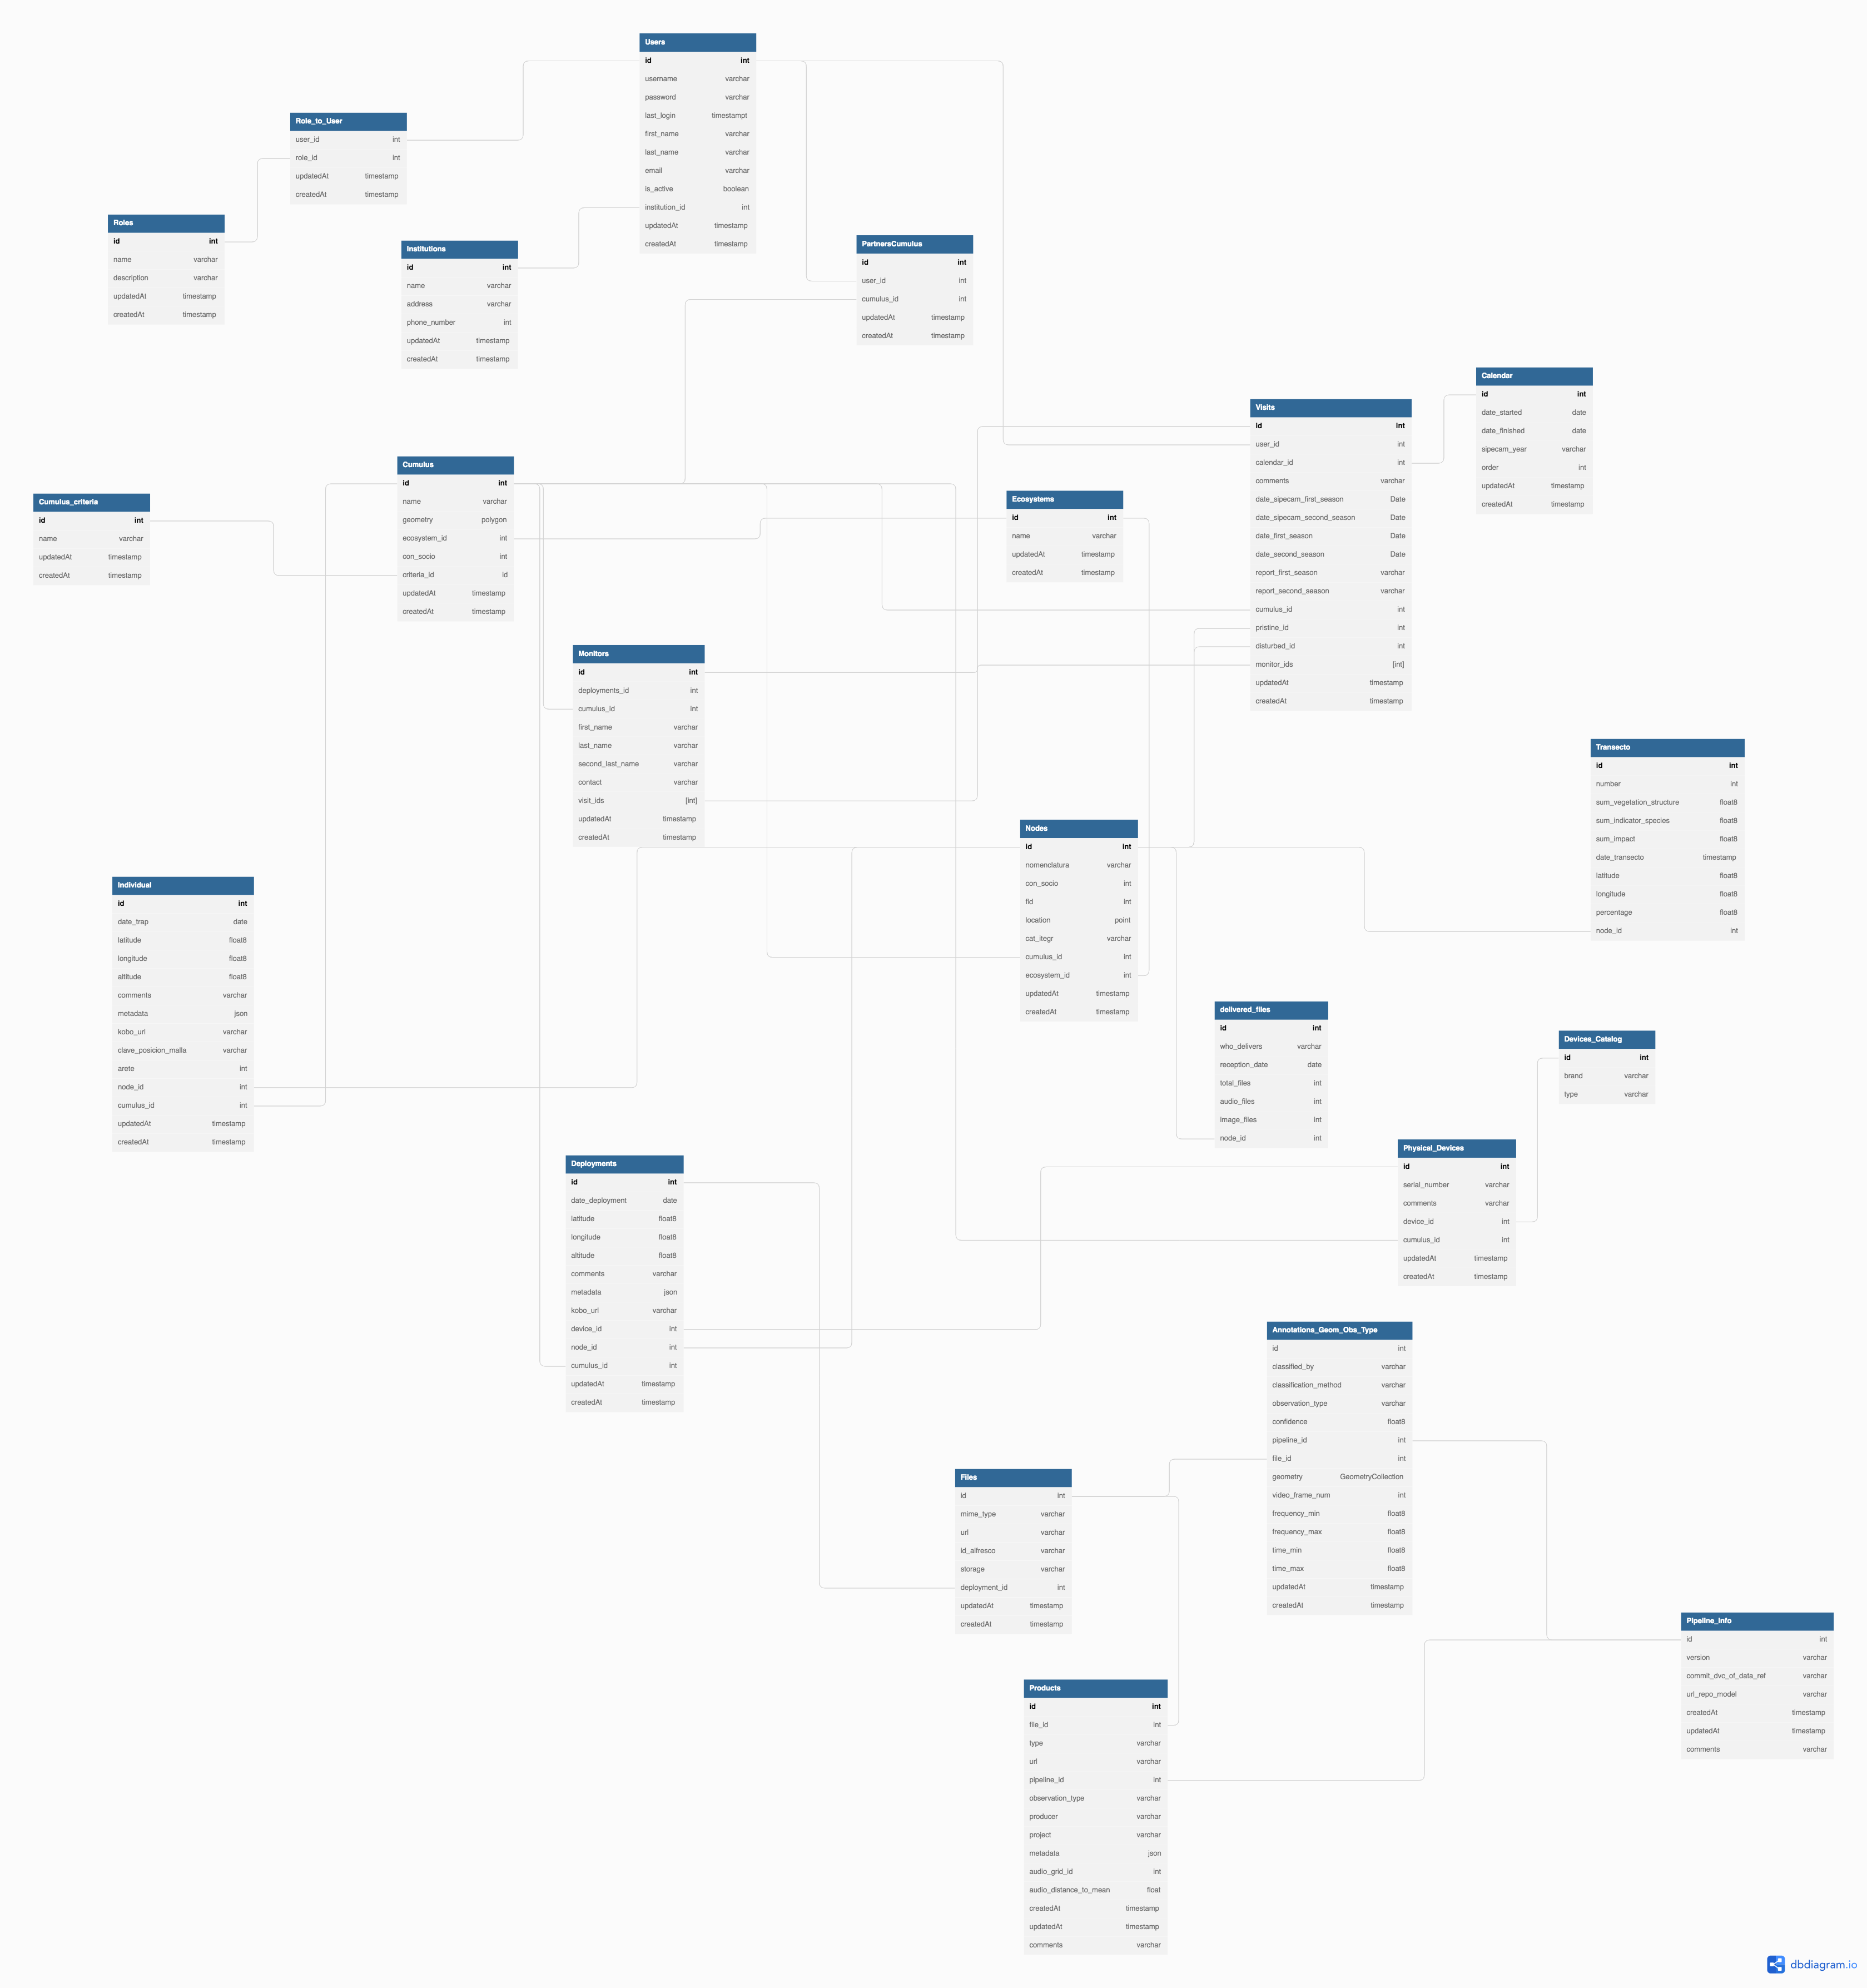 Users
id int
username varchar
password varchar
last_login timestampt
first_name varchar
last_name varchar
email varchar
is_active boolean
institution_id int
updatedAt timestamp
createdAt timestamp
Role_to_User
user_id int
role_id int
updatedAt timestamp
createdAt timestamp
Roles
id int
name varchar
description varchar
updatedAt timestamp
createdAt timestamp
Institutions
id int
name varchar
address varchar
phone_number int
updatedAt timestamp
createdAt timestamp
PartnersCumulus
id int
user_id int
cumulus_id int
updatedAt timestamp
createdAt timestamp
Calendar
id int
date_started date
date_finished date
sipecam_year varchar
order int
updatedAt timestamp
createdAt timestamp
Visits
id int
user_id int
calendar_id int
comments varchar
date_sipecam_first_season Date
date_sipecam_second_season Date
date_first_season Date
date_second_season Date
report_first_season varchar
report_second_season varchar
cumulus_id int
pristine_id int
disturbed_id int
monitor_ids [int]
updatedAt timestamp
createdAt timestamp
Cumulus
id int
name varchar
geometry polygon
ecosystem_id int
con_socio int
criteria_id id
updatedAt timestamp
createdAt timestamp
Cumulus_criteria
id int
name varchar
updatedAt timestamp
createdAt timestamp
Ecosystems
id int
name varchar
updatedAt timestamp
createdAt timestamp
Monitors
id int
deployments_id int
cumulus_id int
first_name varchar
last_name varchar
second_last_name varchar
contact varchar
visit_ids [int]
updatedAt timestamp
createdAt timestamp
Transecto
id int
number int
sum_vegetation_structure float8
sum_indicator_species float8
sum_impact float8
date_transecto timestamp
latitude float8
longitude float8
percentage float8
node_id int
Nodes
id int
nomenclatura varchar
con_socio int
fid int
location point
cat_itegr varchar
cumulus_id int
ecosystem_id int
updatedAt timestamp
createdAt timestamp
Individual
id int
date_trap date
latitude float8
longitude float8
altitude float8
comments varchar
metadata json
kobo_url varchar
clave_posicion_malla varchar
arete int
node_id int
cumulus_id int
updatedAt timestamp
createdAt timestamp
delivered_files
id int
who_delivers varchar
reception_date date
total_files int
audio_files int
image_files int
node_id int
Devices_Catalog
id int
brand varchar
type varchar
Physical_Devices
id int
serial_number varchar
comments varchar
device_id int
cumulus_id int
updatedAt timestamp
createdAt timestamp
Deployments
id int
date_deployment date
latitude float8
longitude float8
altitude float8
comments varchar
metadata json
kobo_url varchar
device_id int
node_id int
cumulus_id int
updatedAt timestamp
createdAt timestamp
Annotations_Geom_Obs_Type
id int
classified_by varchar
classification_method varchar
observation_type varchar
confidence float8
pipeline_id int
file_id int
geometry GeometryCollection
video_frame_num int
frequency_min float8
frequency_max float8
time_min float8
time_max float8
updatedAt timestamp
createdAt timestamp
Files
id int
mime_type varchar
url varchar
id_alfresco varchar
storage varchar
deployment_id int
updatedAt timestamp
createdAt timestamp
Pipeline_Info
id int
version varchar
commit_dvc_of_data_ref varchar
url_repo_model varchar
createdAt timestamp
updatedAt timestamp
comments varchar
Products
id int
file_id int
type varchar
url varchar
pipeline_id int
observation_type varchar
producer varchar
project varchar
metadata json
audio_grid_id int
audio_distance_to_mean float
createdAt timestamp
updatedAt timestamp
comments varchar
dbdiagram.io